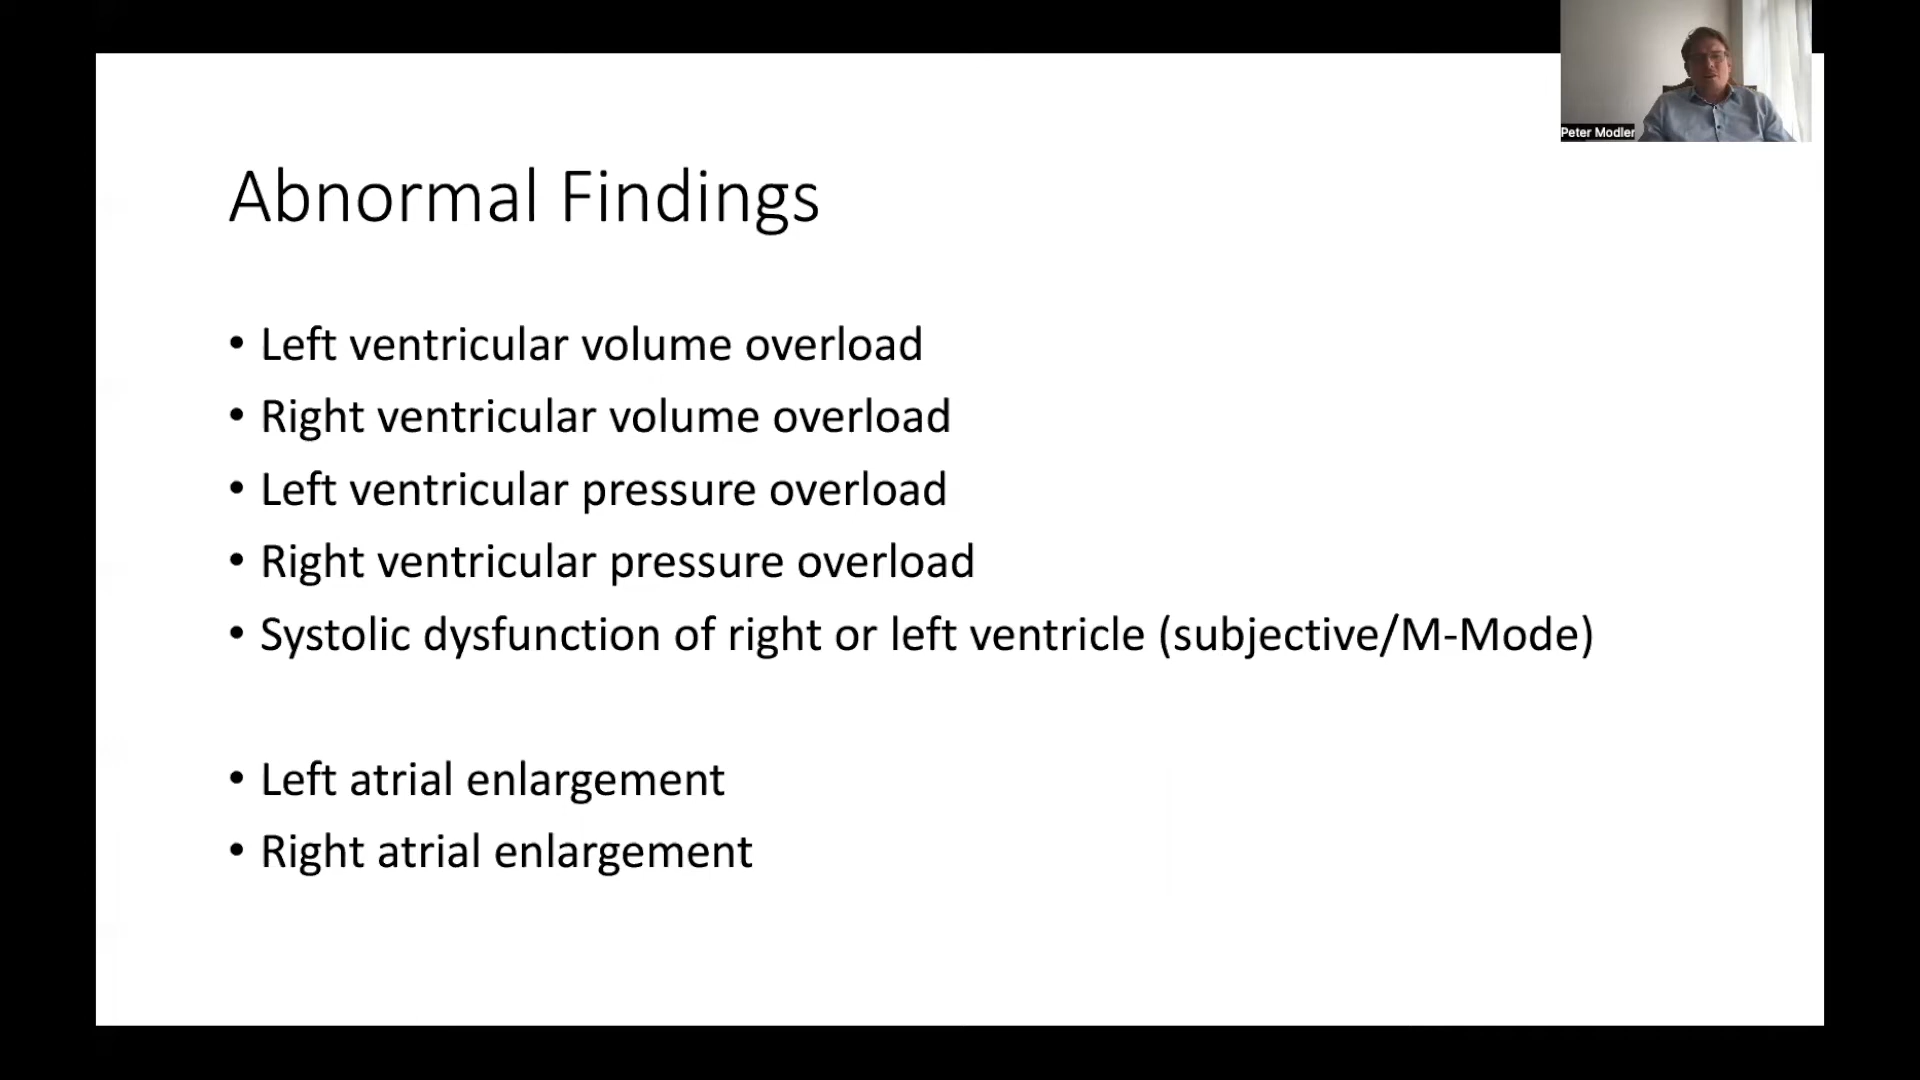 Peter Modler
Abnormal Findings
• Left ventricular volume overload
• Right ventricular volume overload
• Left ventricular pressure overload
• Right ventricular pressure overload
• Systolic dysfunction of right or left ventricle (subjective/M-Mode)
• Left atrial enlargement
• Right atrial enlargement